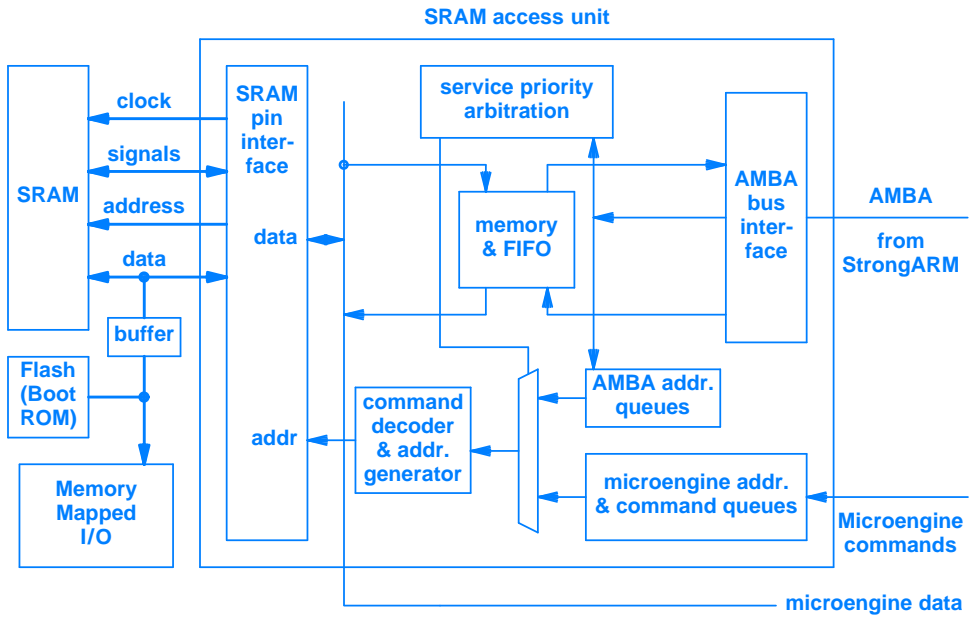 SRAM access unit
SRAM
clock
signals
address
data
buffer
Flash
(Boot
ROM)
Memory
Mapped
I/O
SRAM
pin
inter-
face
data
addr
service priority
arbitration
memory
& FIFO
AMBA
bus
inter-
face
AMBA
from
StrongARM
AMBA addr.
queues
command
decoder
& addr.
generator
microengine addr.
& command queues
Microengine
commands
microengine data